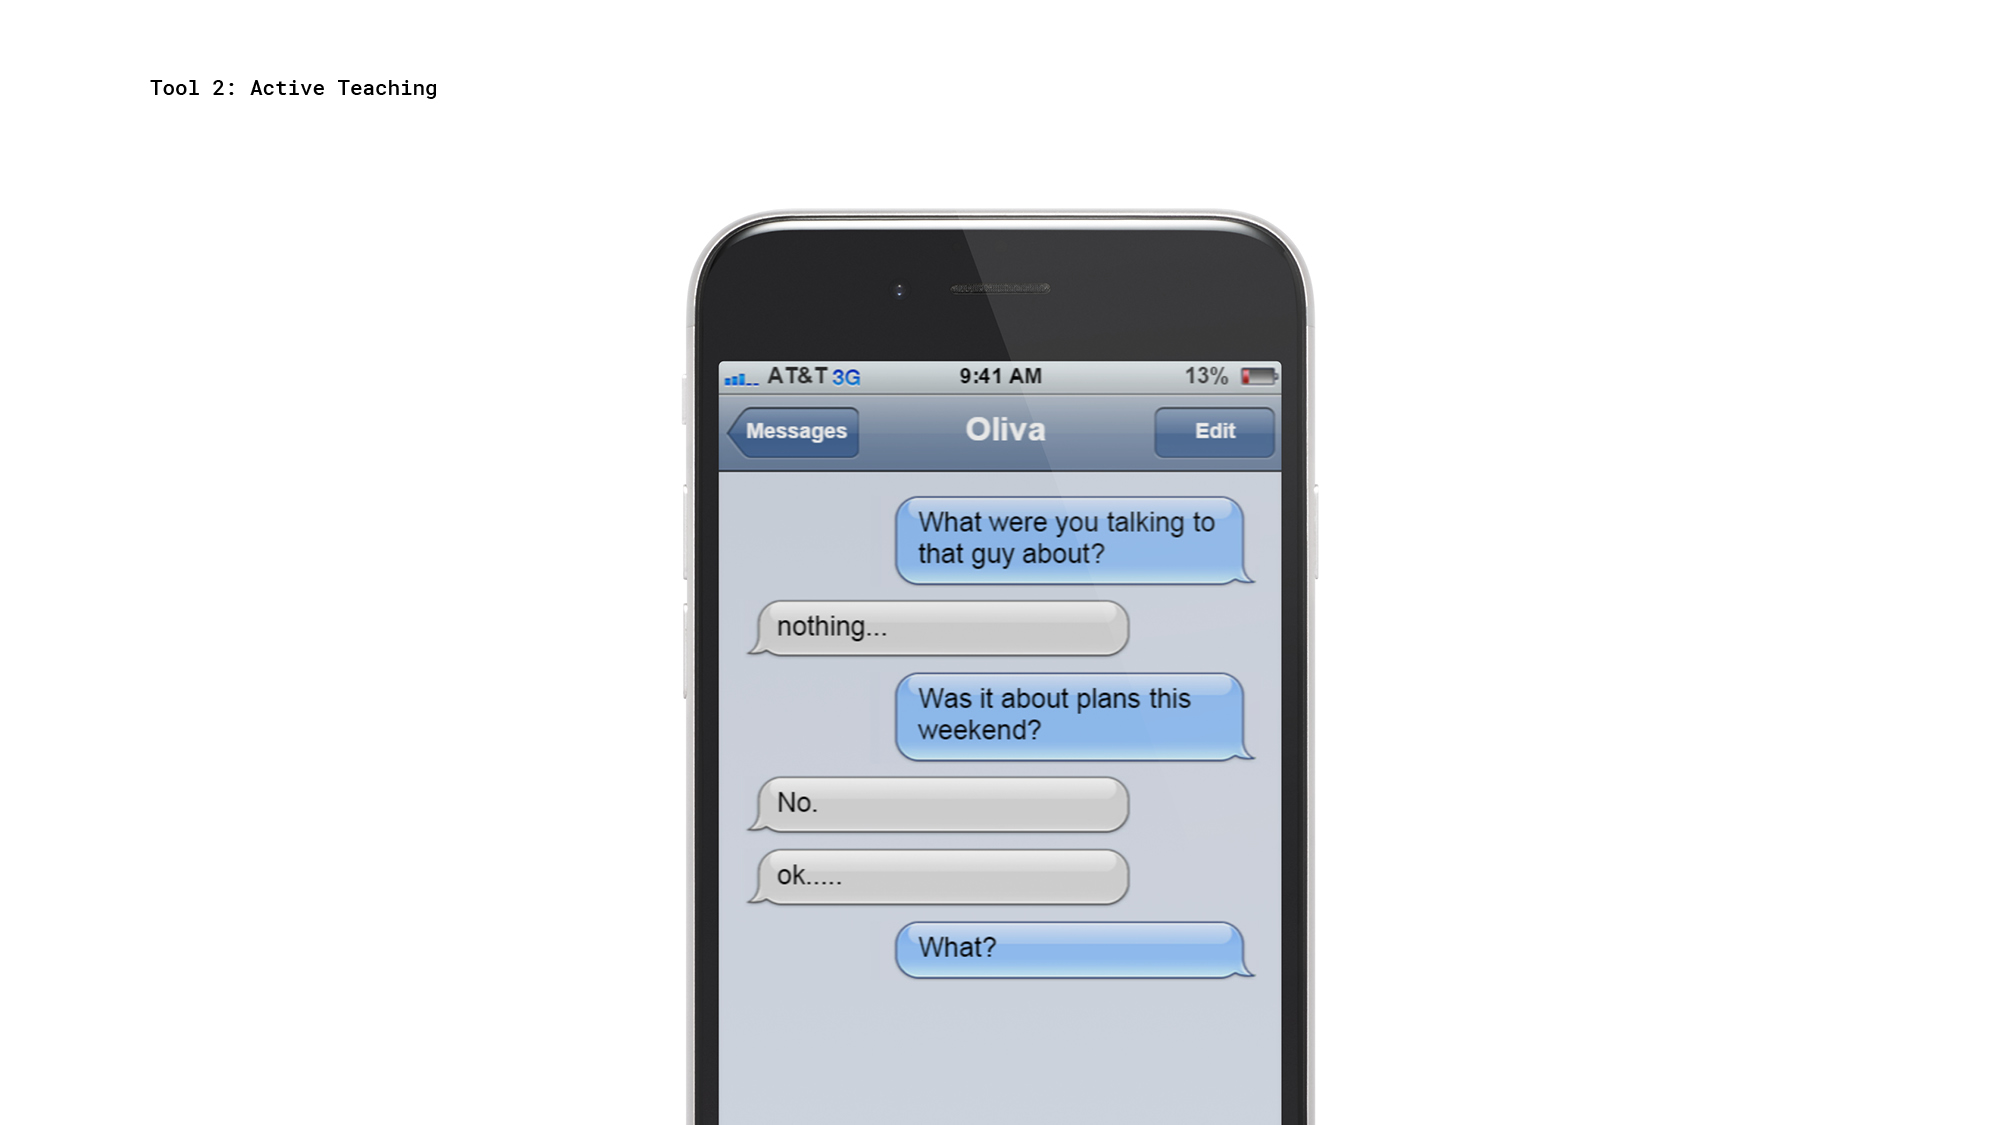 Tool 2: Active Teaching
AT&T 3G 9:41 AM 13%
Messages Oliva Edit
What were you talking to
that guy about?
nothing...
Was it about plans this
weekend?
No.
ok.....
What?